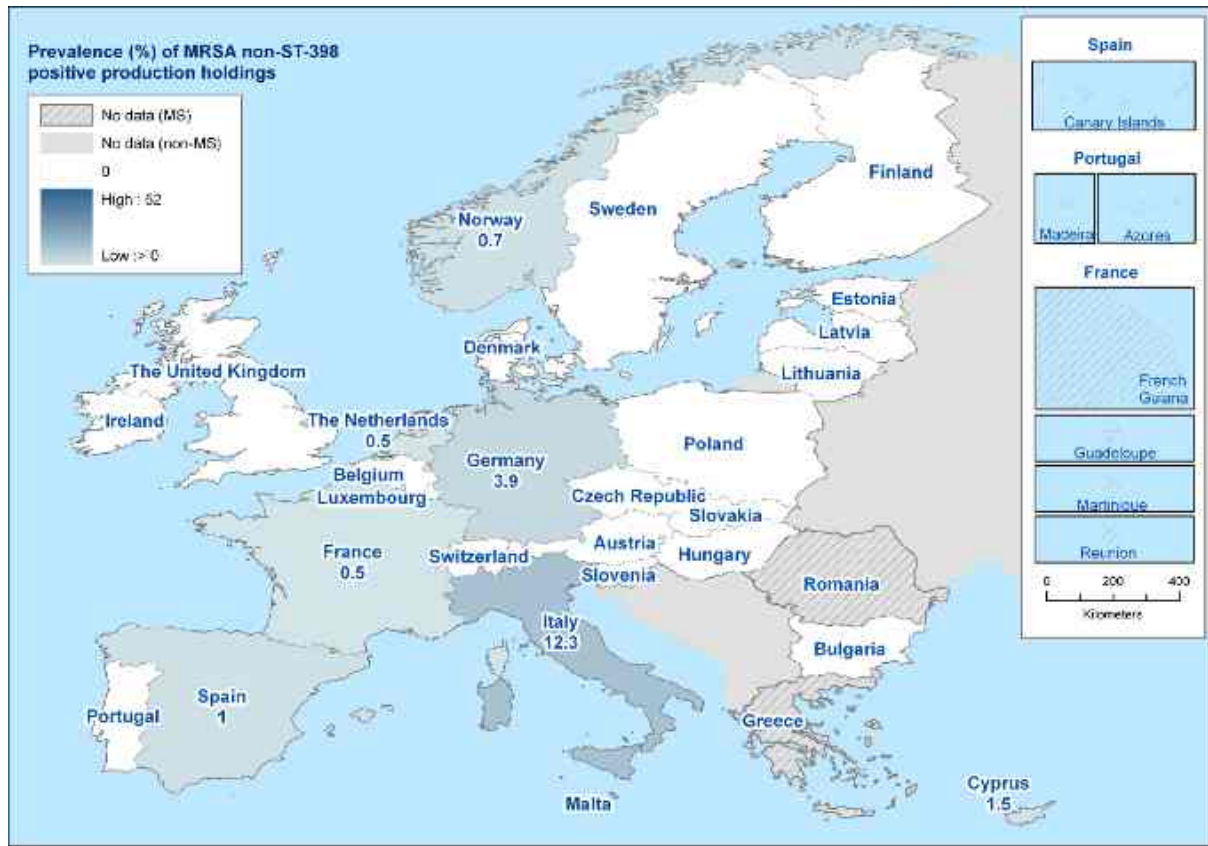 Prevalence (%) of MRSA non-ST-398
positive production holdings
No data (MS)
No data (non-MS)
0
High : 52
Low :> 0
Norway
0.7
Sweden
Finland
Estonia
Latvia
Lithuania
Denmark
The United Kingdom
Ireland
The Netherlands
0.5
Belgium
Luxembourg
Germany
3.9
Poland
Czech Republic
Slovakia
Austria
Hungary
Switzerland
Slovenia
France
0.5
Italy
12.3
Romania
Bulgaria
Greece
Portugal
Spain
1
Malta
Cyprus
1.5
Spain
Canary Islands
Portugal
Madeira
Azores
France
French
Guiana
Guadeloupe
Martinique
Reunion
0 200 400
Kilometers